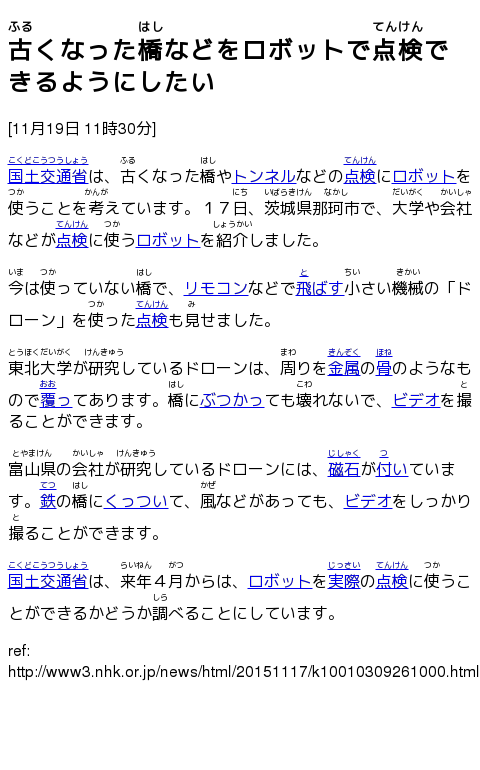 古くなった橋などをロボットで点検で
きるようにしたい
[11月19日 11時30分]
国土交通省は、古くなった橋やトンネルなどの点検にロボットを
使うことを考えています。１７日、茨城県那珂市で、大学や会社
などが点検に使うロボットを紹介しました。
今は使っていない橋で、リモコンなどで飛ばす小さい機械の「ド
ローン」を使った点検も見せました。
東北大学が研究しているドローンは、周りを金属の骨のようなも
ので覆ってあります。橋にぶつかっても壊れないで、ビデオを撮
ることができます。
富山県の会社が研究しているドローンには、磁石が付いていま
す。鉄の橋にくっついて、風などがあっても、ビデオをしっかり
撮ることができます。
国土交通省は、来年４月からは、ロボットを実際の点検に使うこ
とができるかどうか調べることにしています。
ref:
http://www3.nhk.or.jp/news/html/20151117/k10010309261000.html